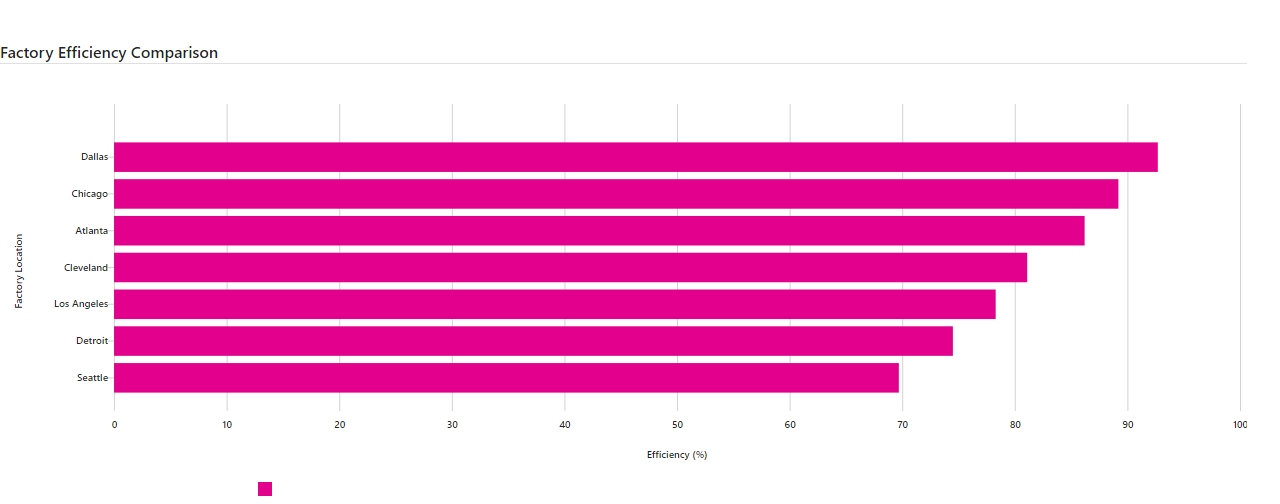 Factory Efficiency Comparison
Factory Location
Dallas
Chicago
Atlanta
Cleveland
Los Angeles
Detroit
Seattle
0 10 20 30 40 50 60 70 80 90 100
Efficiency (%)